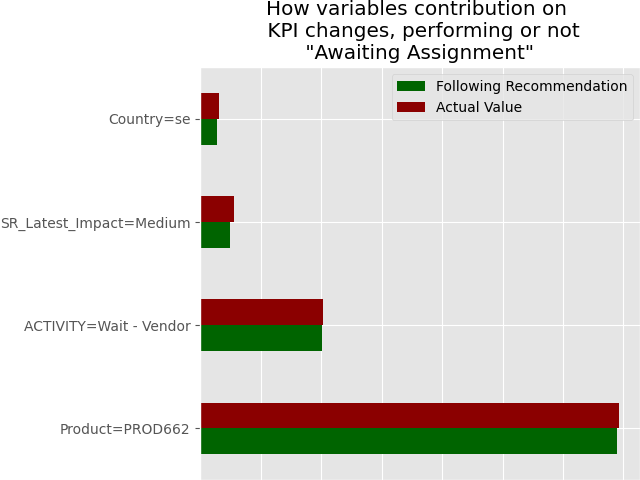 How variables contribution on
KPI changes, performing or not
"Awaiting Assignment"
Following Recommendation
Actual Value
Country=se
SR_Latest_Impact=Medium
ACTIVITY=Wait - Vendor
Product=PROD662